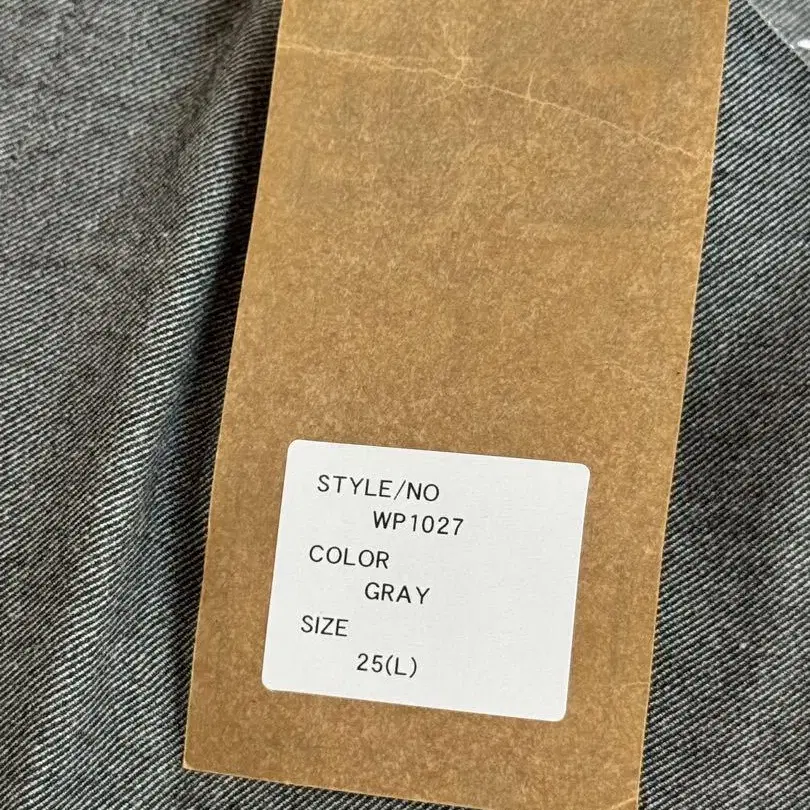 STYLE/NO
WP1027
COLOR
GRAY
SIZE
25(L)